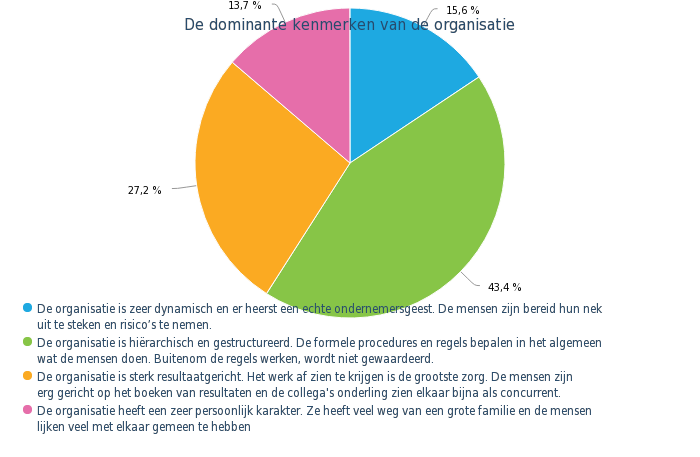 13,7 %
15,6 %
De dominante kenmerken van de organisatie
27,2 %
43,4 %
De organisatie is zeer dynamisch en er heerst een echte ondernemersgeest. De mensen zijn bereid hun nek
uit te steken en risico's te nemen.
De organisatie is hiërarchisch en gestructureerd. De formele procedures en regels bepalen in het algemeen
wat de mensen doen. Buitenom de regels werken, wordt niet gewaardeerd.
De organisatie is sterk resultaatgericht. Het werk af zien te krijgen is de grootste zorg. De mensen zijn
erg gericht op het boeken van resultaten en de collega's onderling zien elkaar bijna als concurrent.
De organisatie heeft een zeer persoonlijk karakter. Ze heeft veel weg van een grote familie en de mensen
lijken veel met elkaar gemeen te hebben